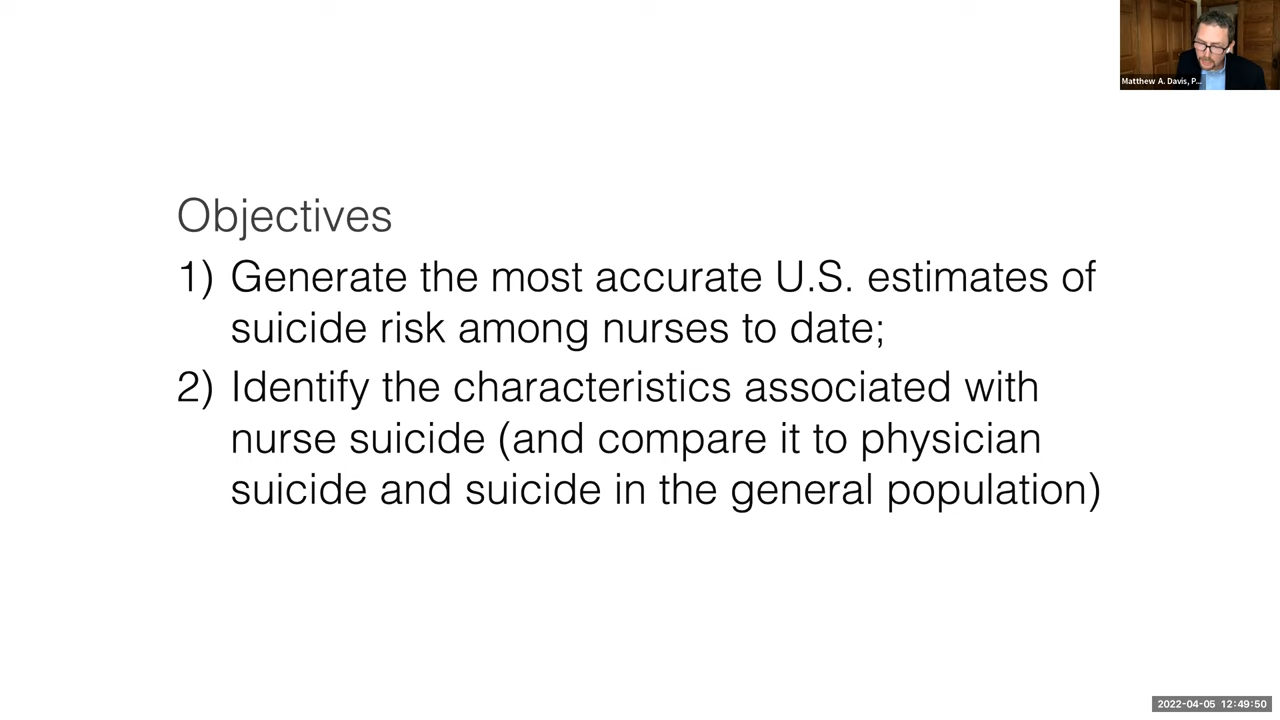 Matthew A. Davis, P...
Objectives
1) Generate the most accurate U.S. estimates of
suicide risk among nurses to date;
2) Identify the characteristics associated with
nurse suicide (and compare it to physician
suicide and suicide in the general population)
2022-04-05 12:49:50